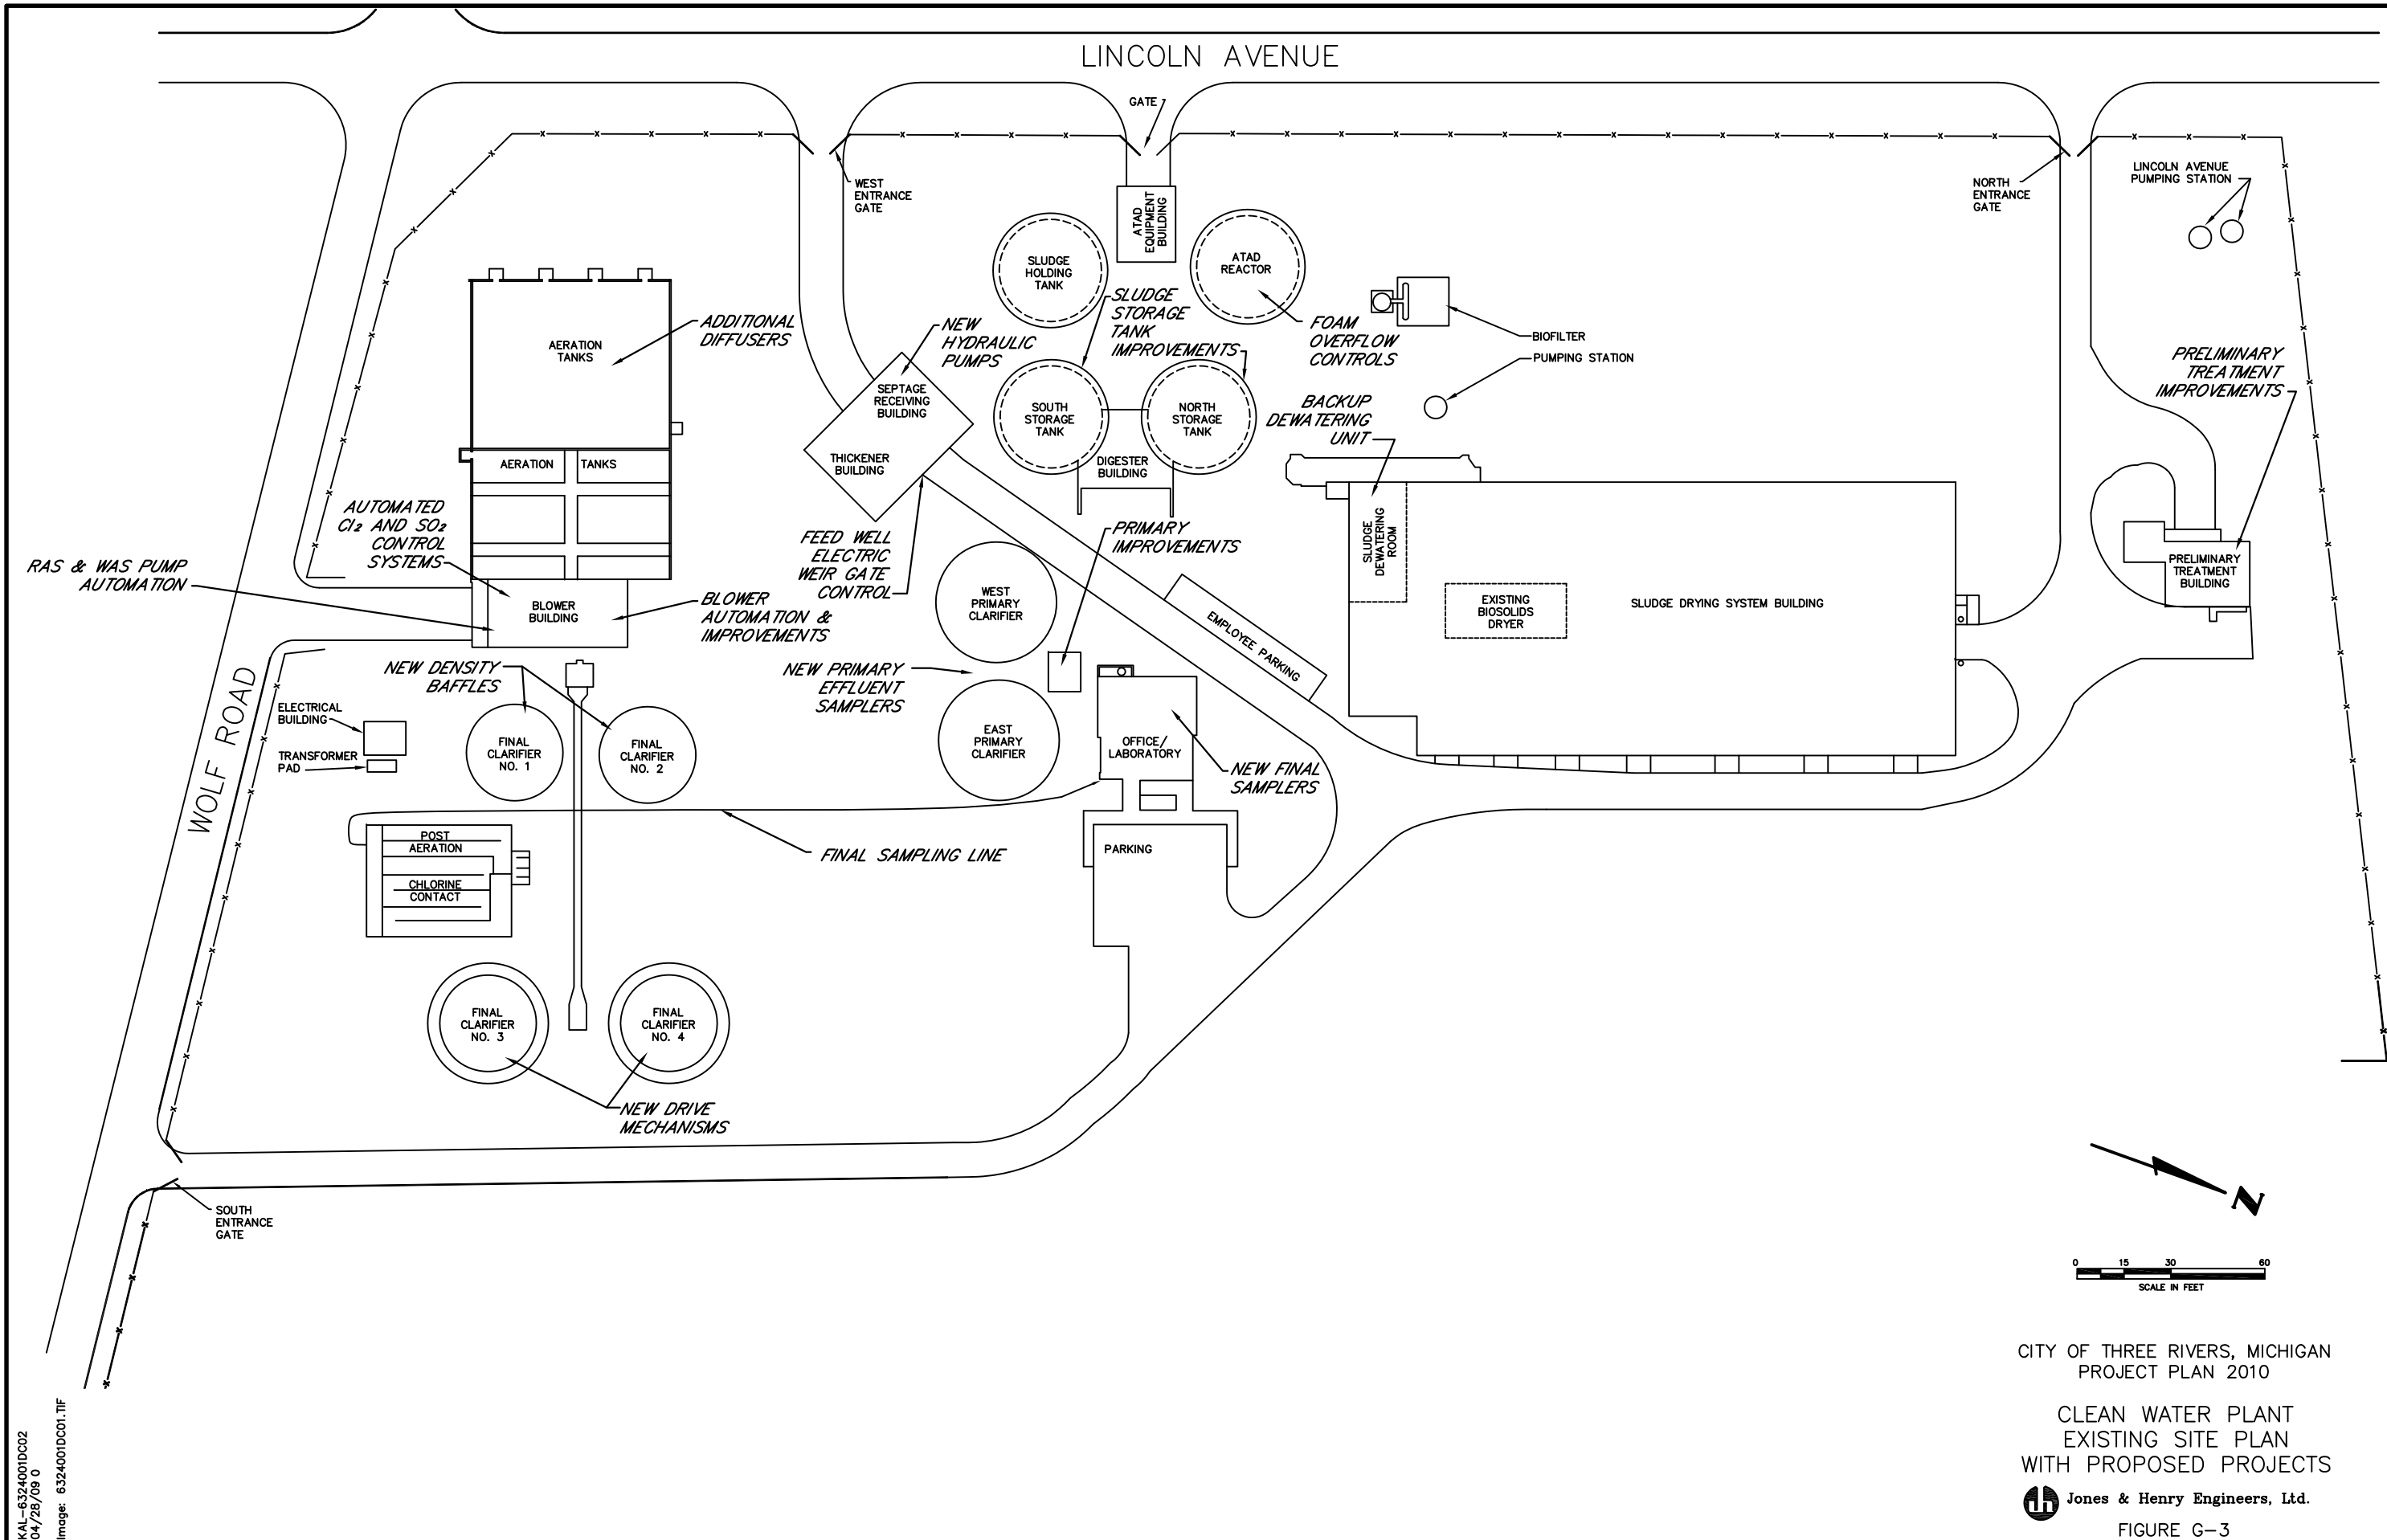 LINCOLN AVENUE
GATE
WEST
ENTRANCE
GATE
NORTH
ENTRANCE
GATE
LINCOLN AVENUE
PUMPING STATION
ATAD
EQUIPMENT
BUILDING
SLUDGE
HOLDING
TANK
ATAD
REACTOR
SLUDGE
STORAGE
TANK
IMPROVEMENTS
FOAM
OVERFLOW
CONTROLS
BIOFILTER
PUMPING STATION
ADDITIONAL
DIFFUSERS
AERATION
TANKS
NEW
HYDRAULIC
PUMPS
SEPTAGE
RECEIVING
BUILDING
THICKENER
BUILDING
SOUTH
STORAGE
TANK
NORTH
STORAGE
TANK
DIGESTER
BUILDING
BACKUP
DEWATERING
UNIT
PRELIMINARY
TREATMENT
IMPROVEMENTS
AERATION TANKS
AUTOMATED
Cl2 AND SO2
CONTROL
SYSTEMS
RAS & WAS PUMP
AUTOMATION
BLOWER
BUILDING
BLOWER
AUTOMATION &
IMPROVEMENTS
FEED WELL
ELECTRIC
WEIR GATE
CONTROL
PRIMARY
IMPROVEMENTS
WEST
PRIMARY
CLARIFIER
EMPLOYEE PARKING
SLUDGE
DEWATERING
ROOM
EXISTING
BIOSOLIDS
DRYER
SLUDGE DRYING SYSTEM BUILDING
PRELIMINARY
TREATMENT
BUILDING
WOLF ROAD
NEW DENSITY
BAFFLES
NEW PRIMARY
EFFLUENT
SAMPLERS
ELECTRICAL
BUILDING
TRANSFORMER
PAD
FINAL
CLARIFIER
NO. 1
FINAL
CLARIFIER
NO. 2
EAST
PRIMARY
CLARIFIER
OFFICE/
LABORATORY
NEW FINAL
SAMPLERS
FINAL SAMPLING LINE
PARKING
POST
AERATION
CHLORINE
CONTACT
FINAL
CLARIFIER
NO. 3
FINAL
CLARIFIER
NO. 4
NEW DRIVE
MECHANISMS
SOUTH
ENTRANCE
GATE
N
0 15 30 60
SCALE IN FEET
CITY OF THREE RIVERS, MICHIGAN
PROJECT PLAN 2010
CLEAN WATER PLANT
EXISTING SITE PLAN
WITH PROPOSED PROJECTS
jh Jones & Henry Engineers, Ltd.
FIGURE G-3
KAL-6324001DC02
04/28/09 0
Image: 6324001DC01.TIF